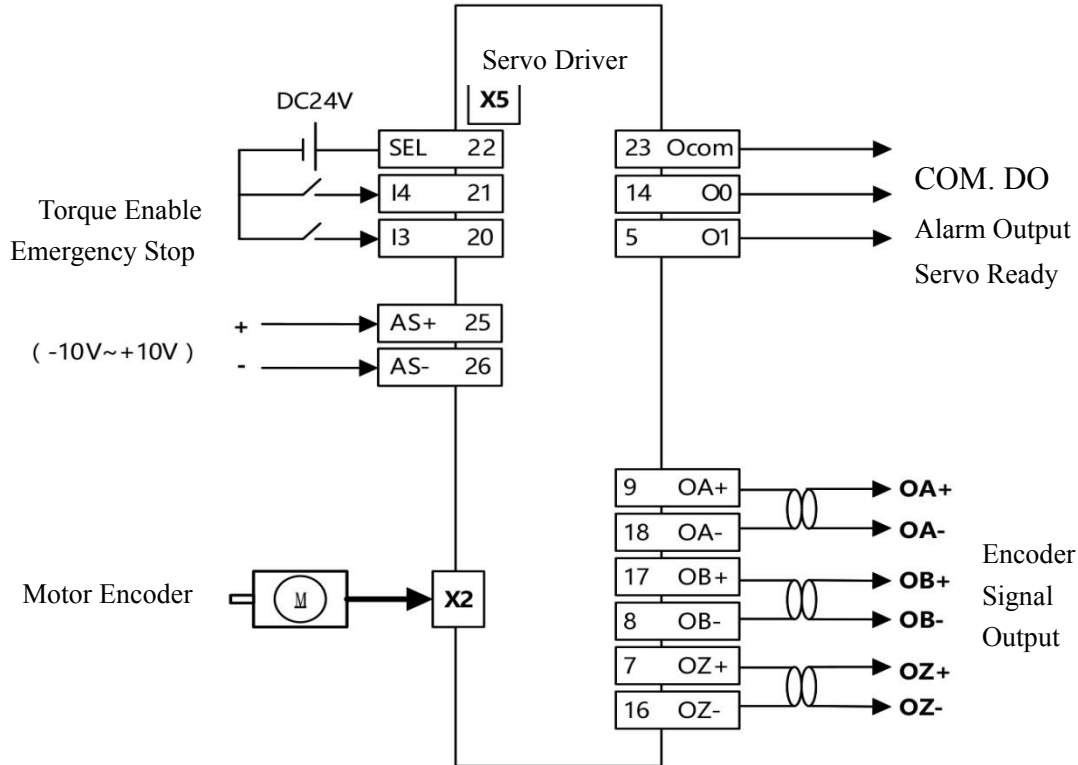 Servo Driver
X5
DC24V
SEL 22
I4 21
I3 20
Torque Enable
Emergency Stop
23 Ocom
14 O0
5 O1
COM. DO
Alarm Output
Servo Ready
AS+ 25
AS- 26
+
-
( -10V~+10V )
9 OA+
18 OA-
17 OB+
8 OB-
7 OZ+
16 OZ-
OA+
OA-
OB+
OB-
OZ+
OZ-
Encoder
Signal
Output
Motor Encoder
M
X2